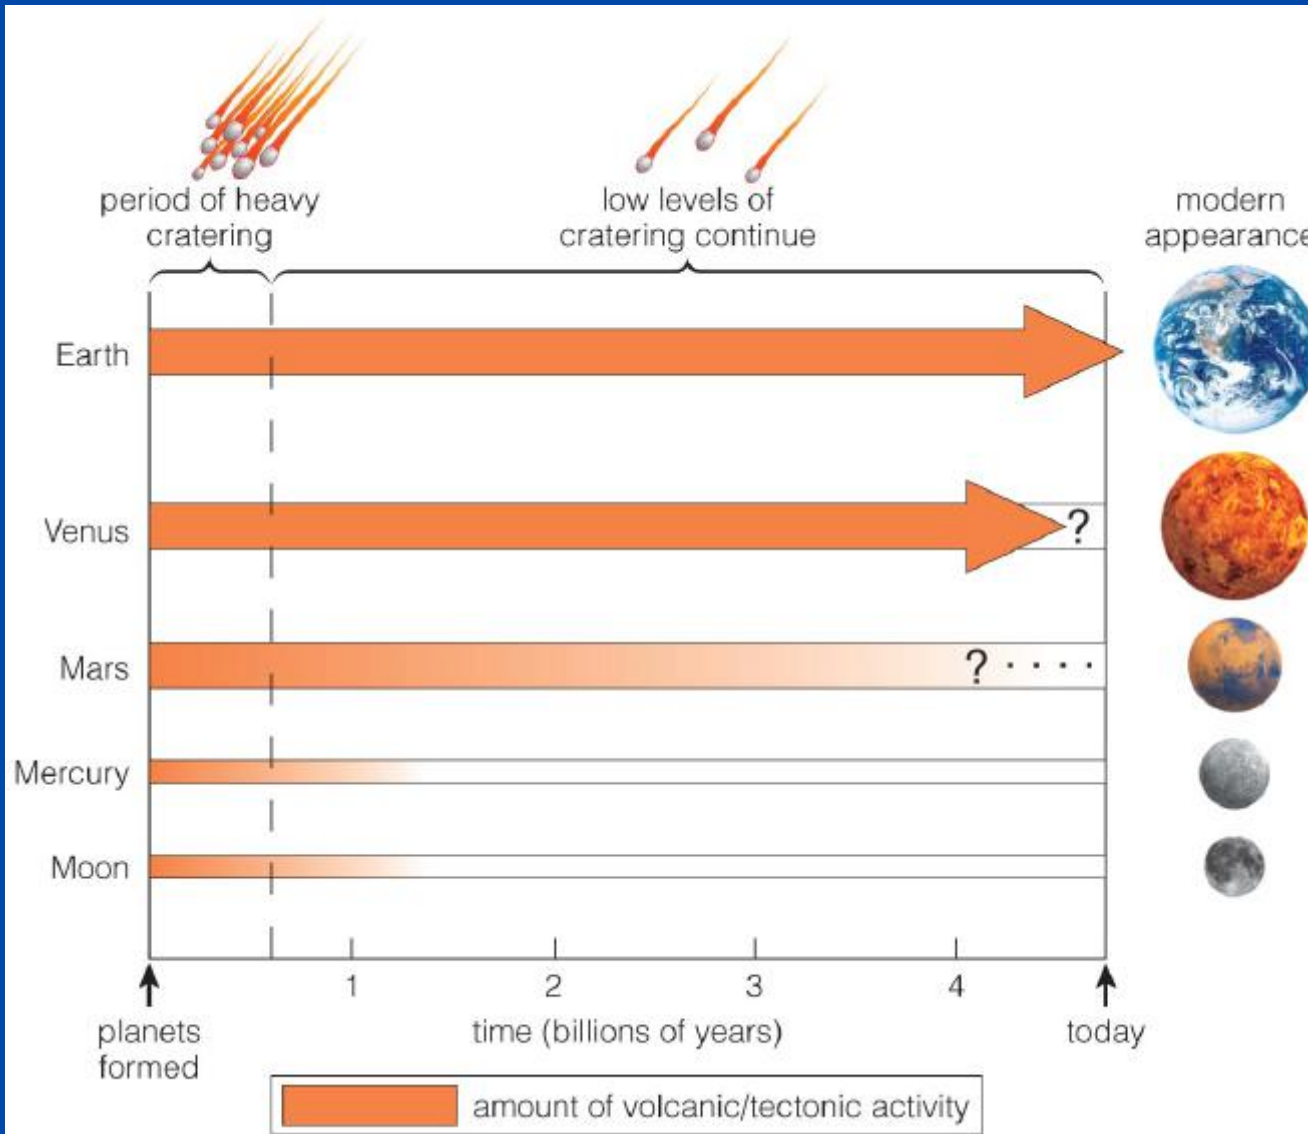 period of heavy
cratering
low levels of
cratering continue
modern
appearance
Earth
Venus
?
Mars
? . . . .
Mercury
Moon
1
2
3
4
planets
formed
time (billions of years)
today
amount of volcanic/tectonic activity